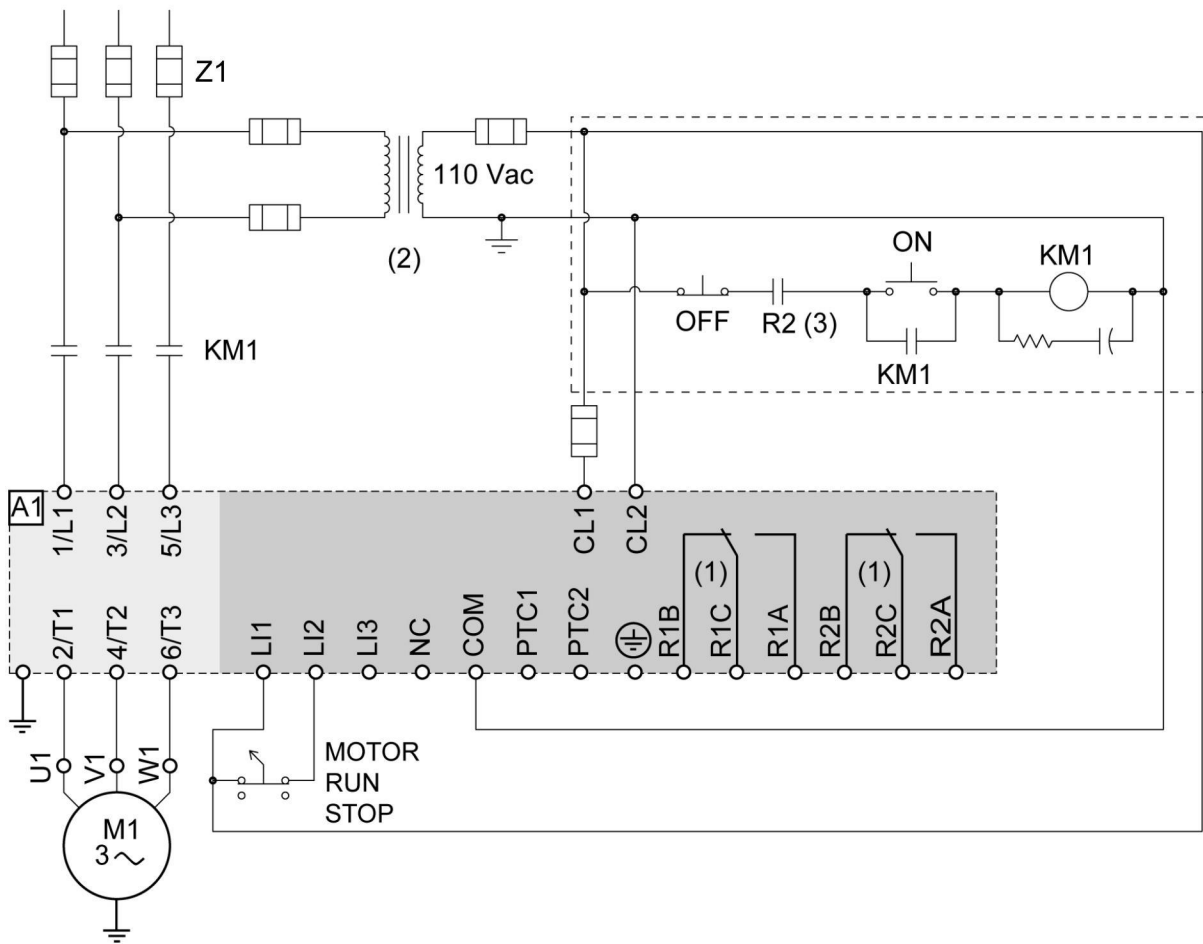 Z1
110 Vac
(2)
ON
KM1
OFF
R2 (3)
KM1
KM1
A1
1/L1
3/L2
5/L3
CL1
CL2
2/T1
4/T2
6/T3
LI1
LI2
LI3
NC
COM
PTC1
PTC2
R1B
(1)
R1C
R1A
R2B
(1)
R2C
R2A
U1
V1
W1
MOTOR
RUN
STOP
M1
3~